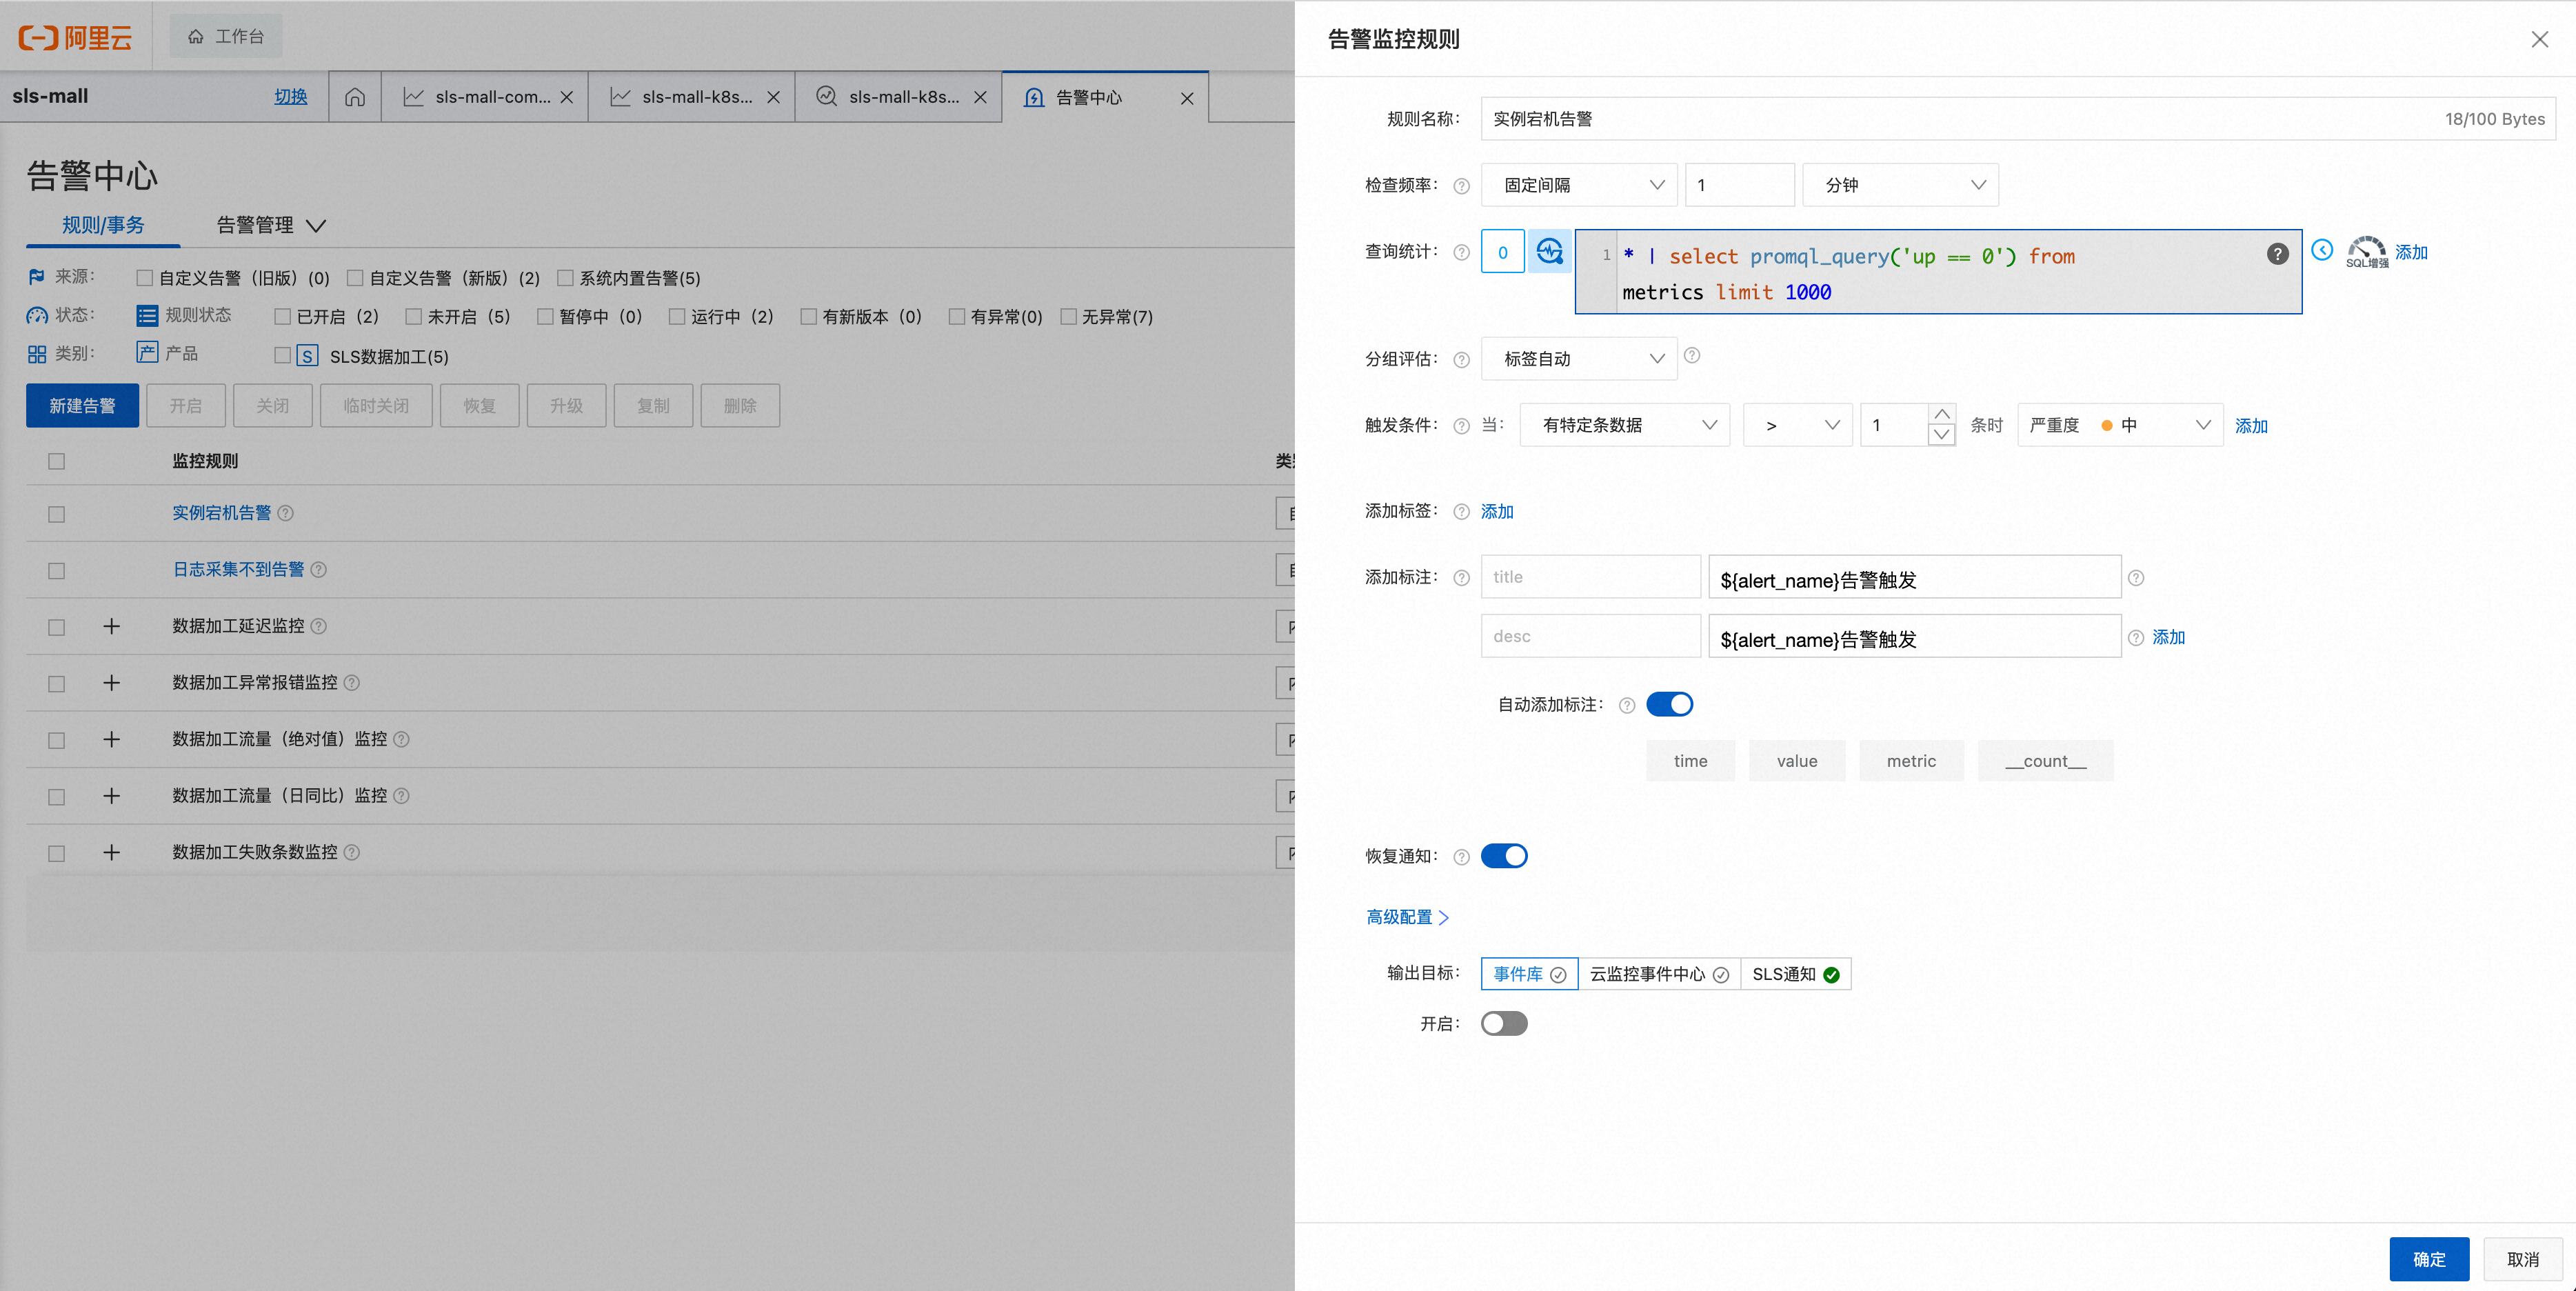 阿里云
工作台
sls-mall
切换
sls-mall-com...
sls-mall-k8s...
sls-mall-k8s...
告警中心
告警中心
规则/事务
告警管理
来源：
自定义告警（旧版）(0)
自定义告警（新版）(2)
系统内置告警(5)
状态：
规则状态
已开启（2）
未开启（5）
暂停中（0）
运行中（2）
有新版本（0）
有异常(0)
无异常(7)
类别：
产
产品
S
SLS数据加工(5)
新建告警
开启
关闭
临时关闭
恢复
升级
复制
删除
监控规则
实例宕机告警
日志采集不到告警
数据加工延迟监控
数据加工异常报错监控
数据加工流量（绝对值）监控
数据加工流量（日同比）监控
数据加工失败条数监控
告警监控规则
规则名称：
实例宕机告警
18/100 Bytes
检查频率：
固定间隔
1
分钟
查询统计：
0
1
* | select promql_query('up == 0') from
metrics limit 1000
SQL增强
添加
分组评估：
标签自动
触发条件：
当：
有特定条数据
>
1
条时
严重度
中
添加
添加标签：
添加
添加标注：
title
${alert_name}告警触发
desc
${alert_name}告警触发
添加
自动添加标注：
time
value
metric
__count__
恢复通知：
高级配置
输出目标：
事件库
云监控事件中心
SLS通知
开启：
确定
取消